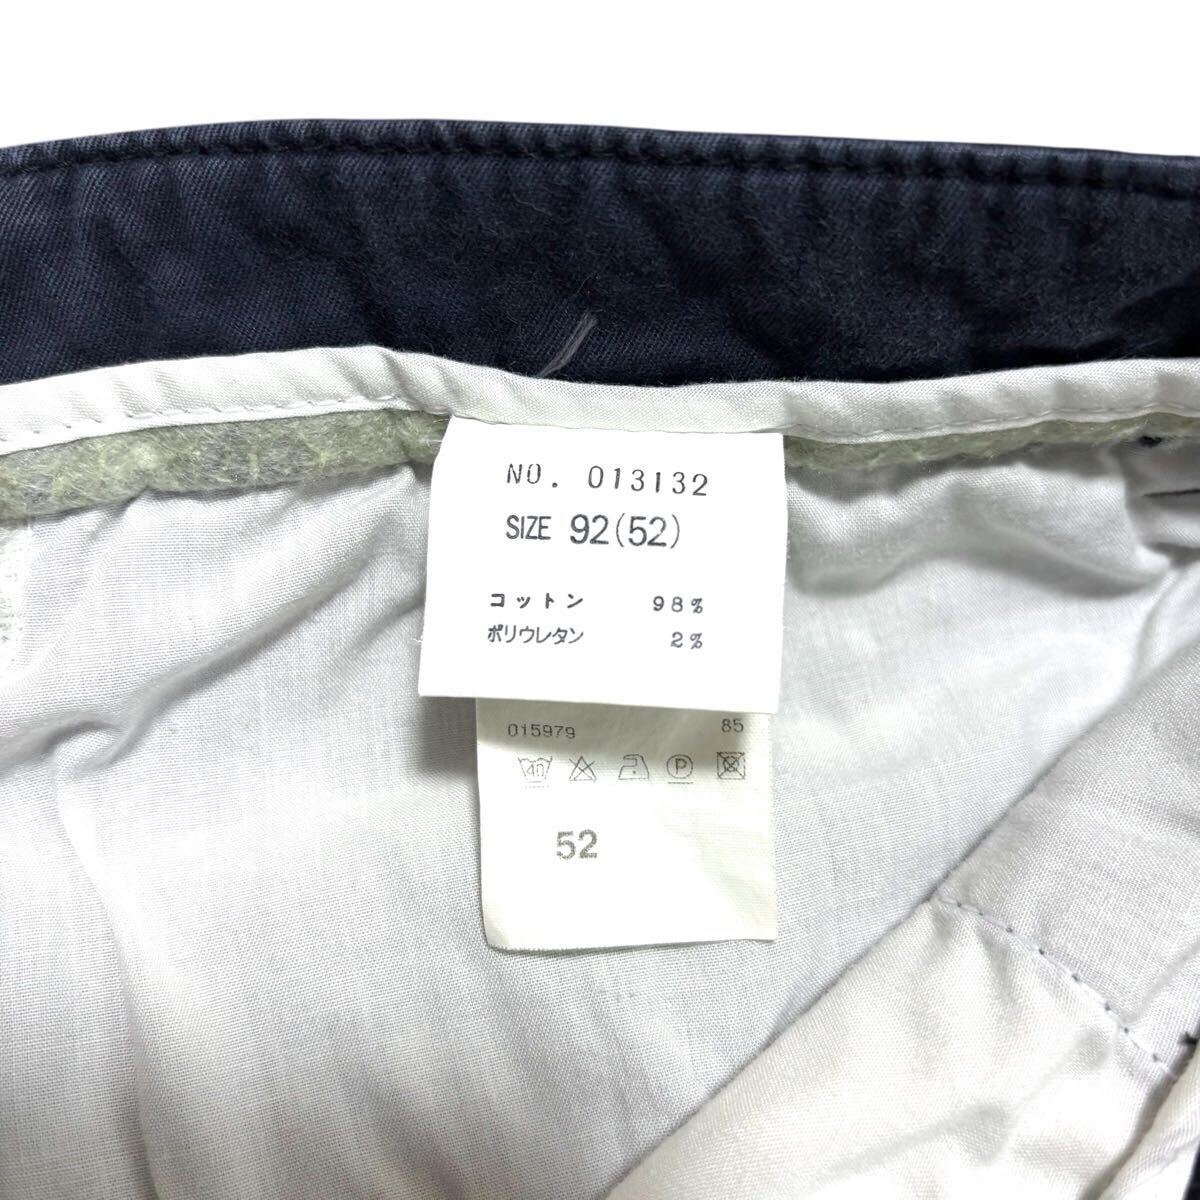 NO. 013132
SIZE 92(52)
コットン 98%
ポリウレタン 2%
015979 85
40 P
52